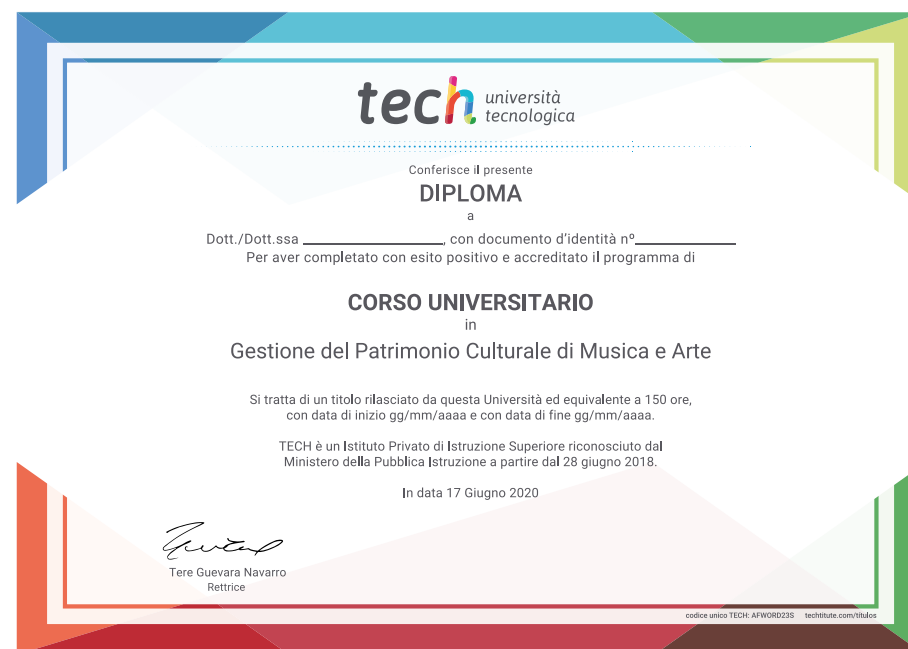 tech università
tecnologica
Conferisce il presente
DIPLOMA
a
Dott./Dott.ssa ____________________, con documento d'identità nº______________
Per aver completato con esito positivo e accreditato il programma di
CORSO UNIVERSITARIO
in
Gestione del Patrimonio Culturale di Musica e Arte
Si tratta di un titolo rilasciato da questa Università ed equivalente a 150 ore,
con data di inizio gg/mm/aaaa e con data di fine gg/mm/aaaa.
TECH è un Istituto Privato di Istruzione Superiore riconosciuto dal
Ministero della Pubblica Istruzione a partire dal 28 giugno 2018.
In data 17 Giugno 2020
Tere Guevara Navarro
Rettrice
codice unico TECH: AFWORD23S techtitute.com/titulos